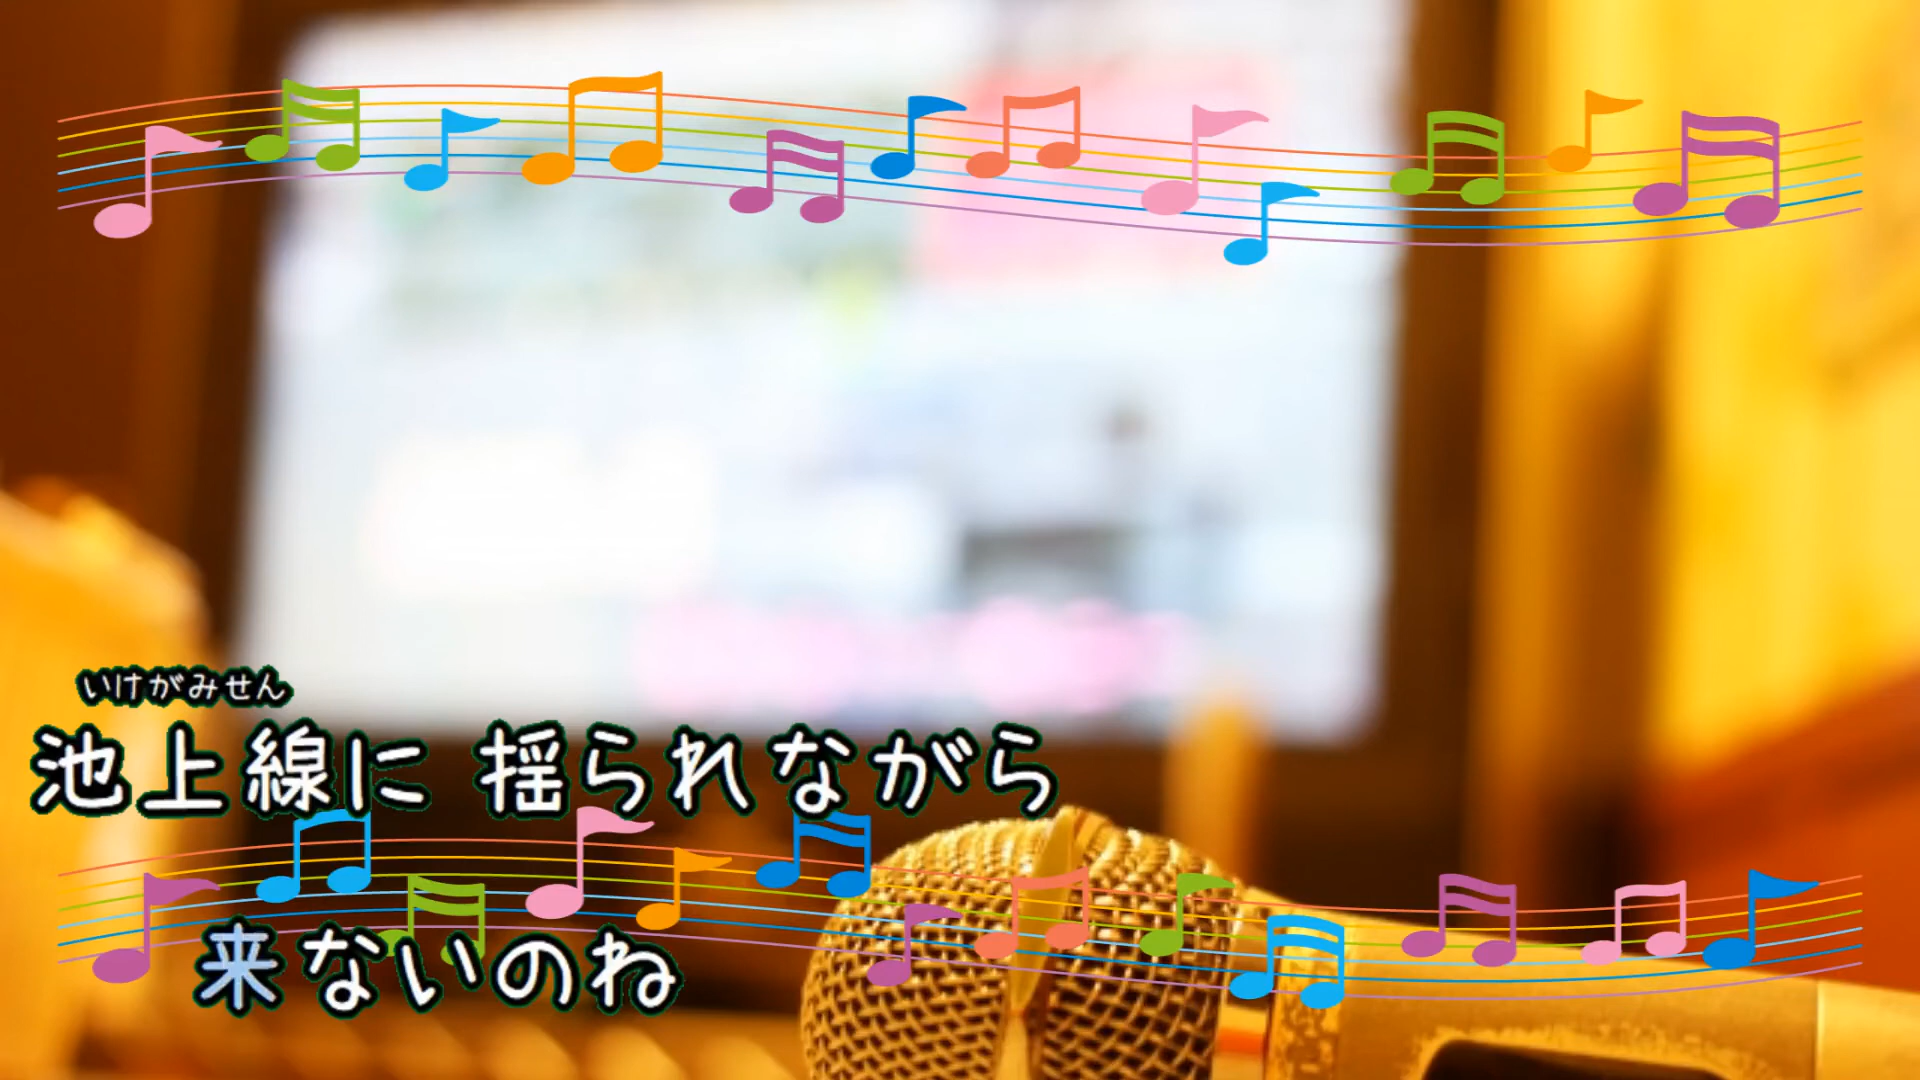 いけがみせん
池上線に 揺られながら
来ないのね